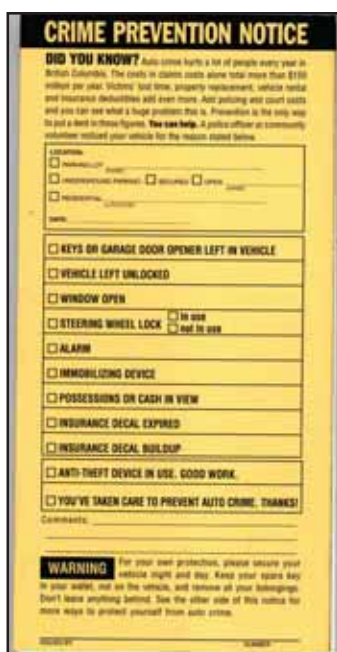 CRIME PREVENTION NOTICE
DID YOU KNOW? Auto crime hurts a lot of people every year in
British Columbia. The costs in claims costs alone total more than $150
million per year. Victims' lost time, property replacement, vehicle rental
and insurance deductibles add even more. Add policing and court costs
and you can see what a huge problem this is. Prevention is the only way
to put a dent in these figures. You can help. A police officer or community
volunteer noticed your vehicle for the reason stated below.
LOCATION:
PARKING LOT
UNDERGROUND PARKING SECURED OPEN
RESIDENTIAL
DATE:
KEYS OR GARAGE DOOR OPENER LEFT IN VEHICLE
VEHICLE LEFT UNLOCKED
WINDOW OPEN
STEERING WHEEL LOCK In use
not in use
ALARM
IMMOBILIZING DEVICE
POSSESSIONS OR CASH IN VIEW
INSURANCE DECAL EXPIRED
INSURANCE DECAL BUILDUP
ANTI-THEFT DEVICE IN USE. GOOD WORK.
YOU'VE TAKEN CARE TO PREVENT AUTO CRIME. THANKS!
Comments:
WARNING For your own protection, please secure your
vehicle night and day. Keep your spare key
in your wallet, not on the vehicle, and remove all your belongings.
Don't leave anything behind. See the other side of this notice for
more ways to protect yourself from auto crime.
ISSUED BY NUMBER